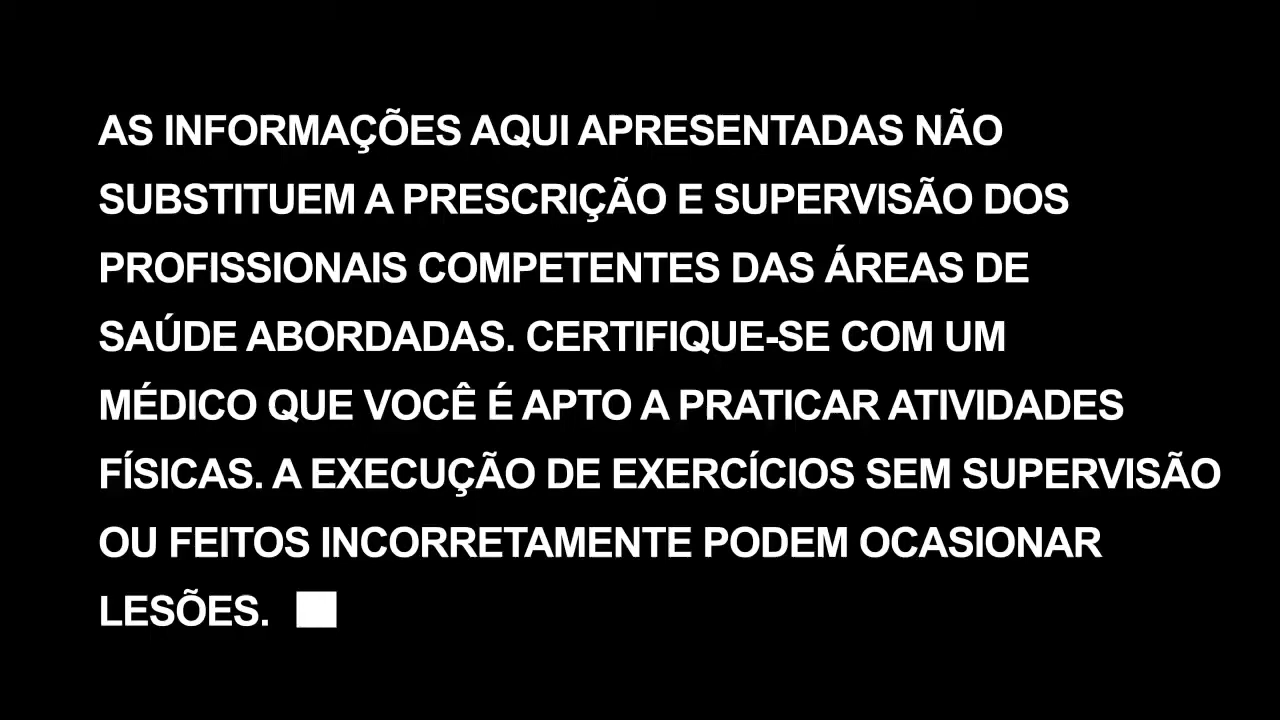 AS INFORMAÇÕES AQUI APRESENTADAS NÃO
SUBSTITUEM A PRESCRIÇÃO E SUPERVISÃO DOS
PROFISSIONAIS COMPETENTES DAS ÁREAS DE
SAÚDE ABORDADAS. CERTIFIQUE-SE COM UM
MÉDICO QUE VOCÊ É APTO A PRATICAR ATIVIDADES
FÍSICAS. A EXECUÇÃO DE EXERCÍCIOS SEM SUPERVISÃO
OU FEITOS INCORRETAMENTE PODEM OCASIONAR
LESÕES.